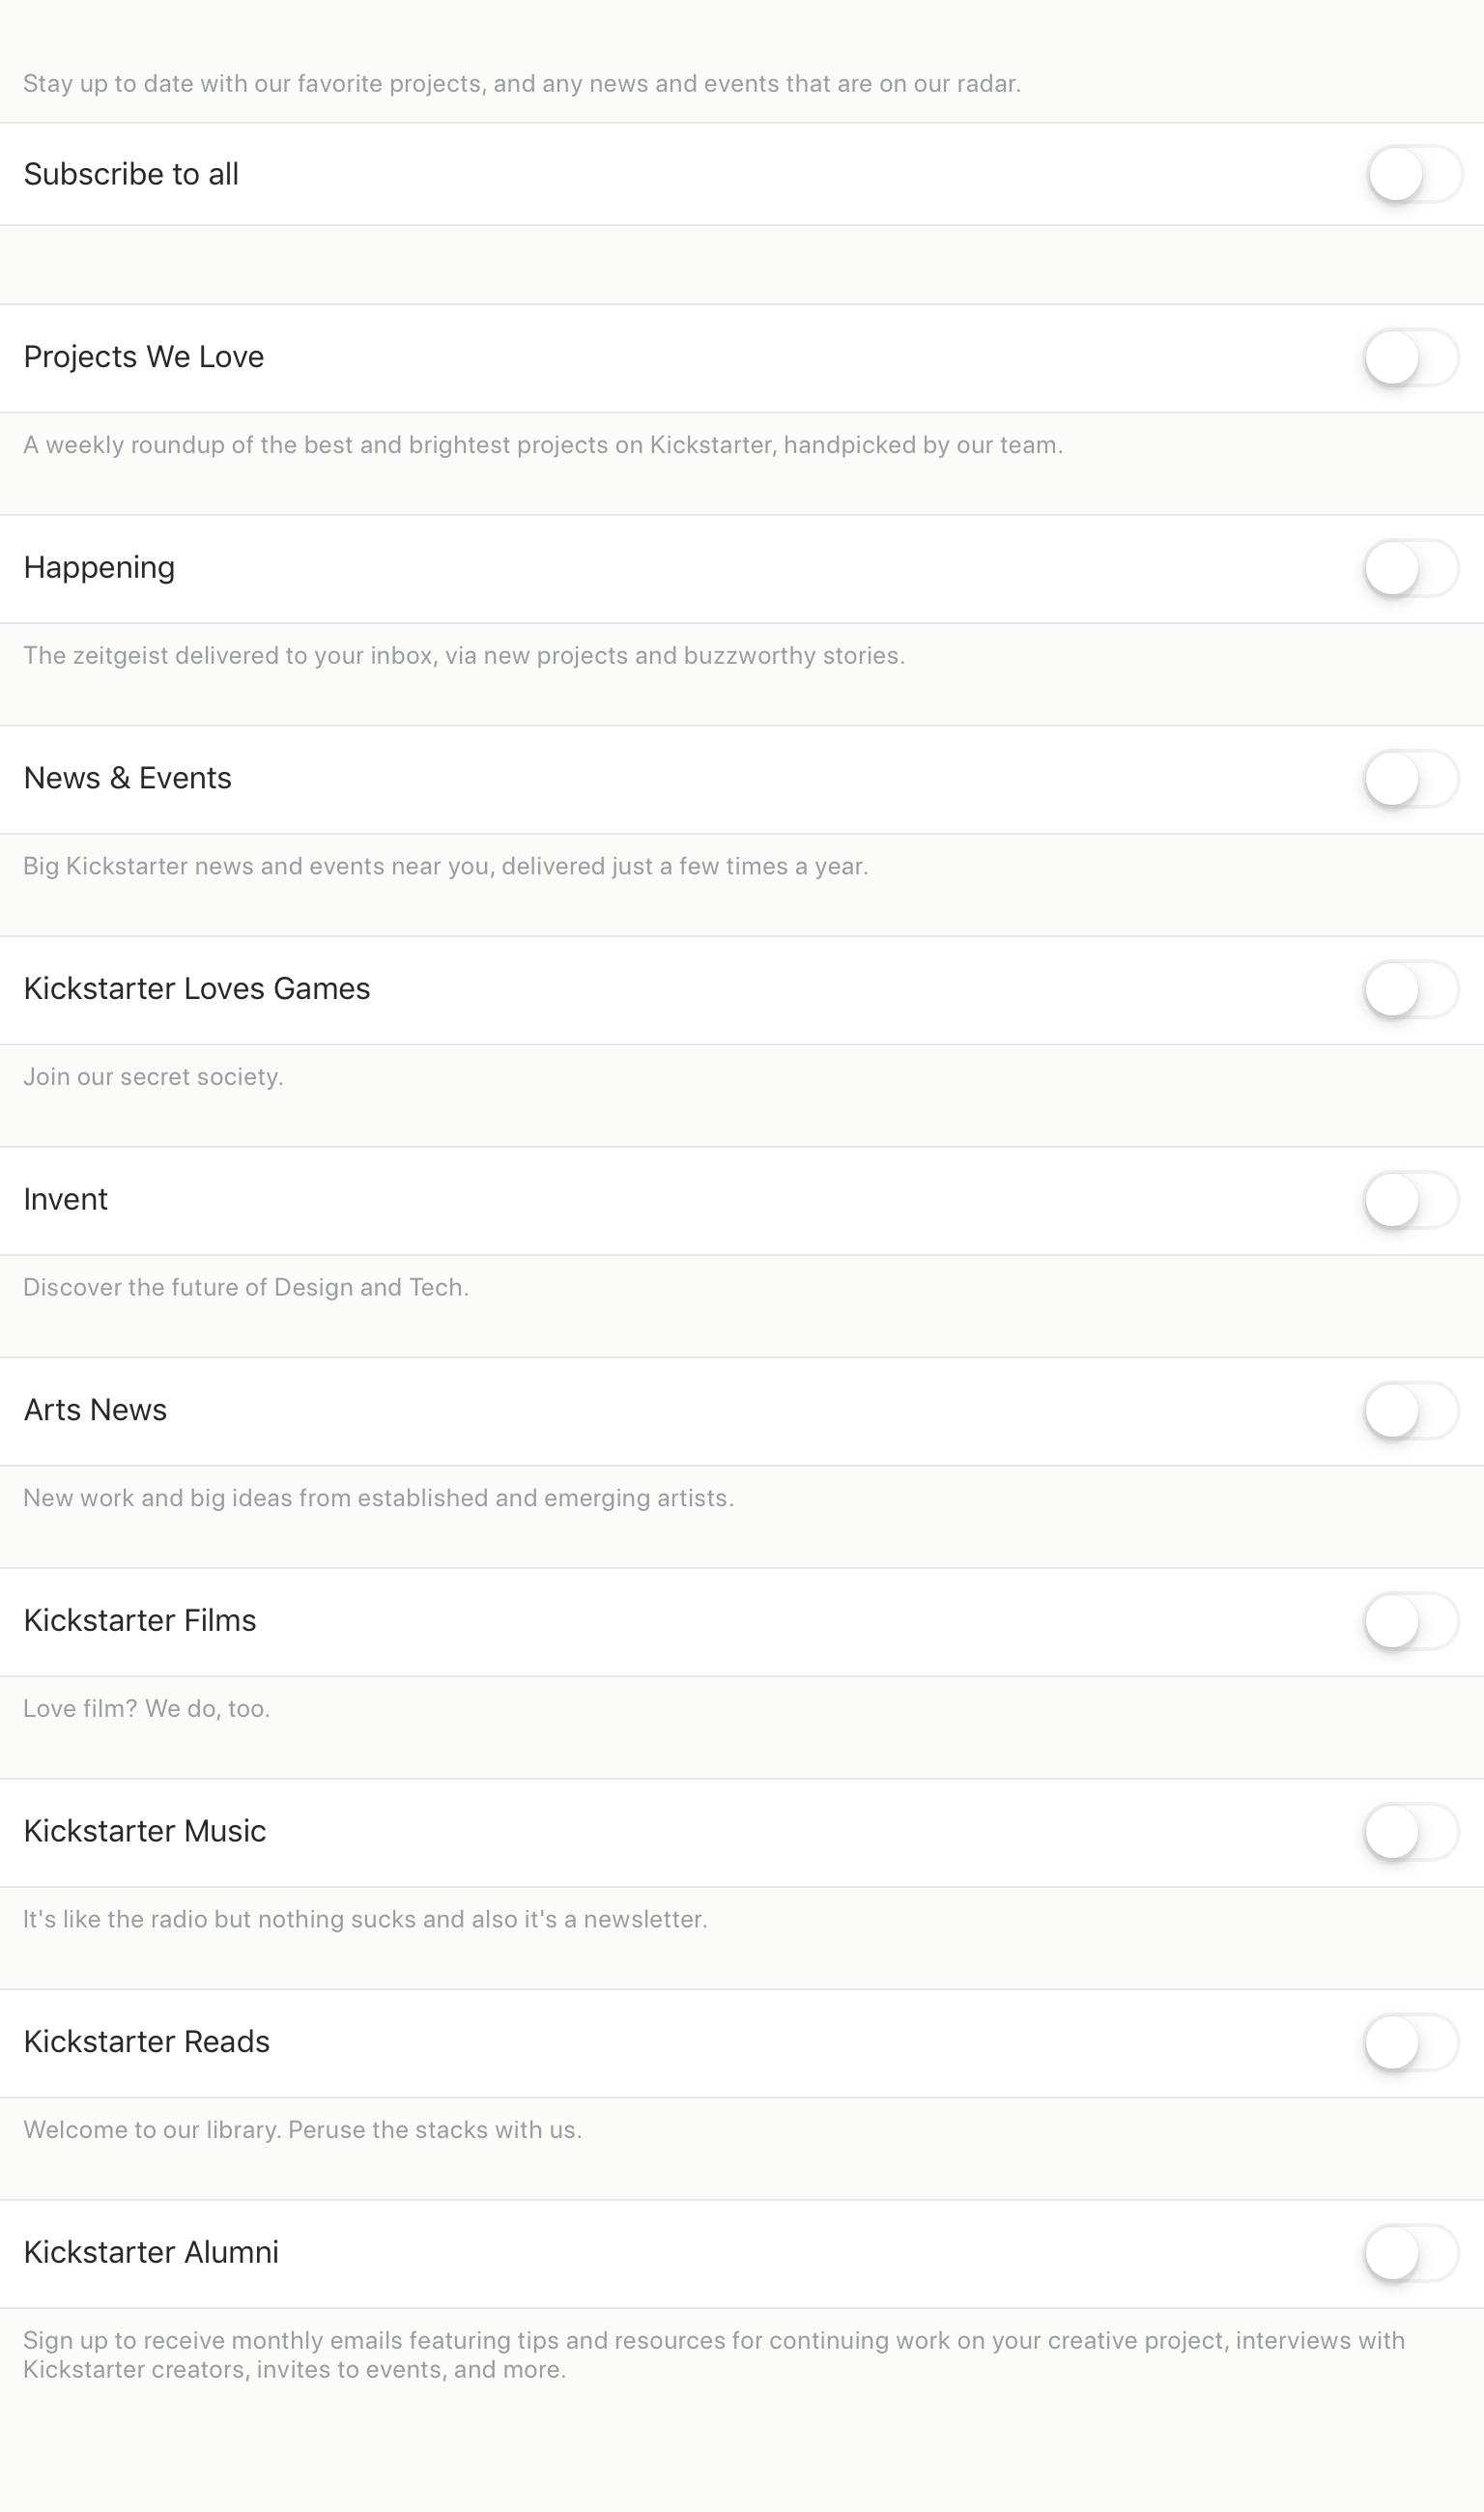 Stay up to date with our favorite projects, and any news and events that are on our radar.
Subscribe to all
Projects We Love
A weekly roundup of the best and brightest projects on Kickstarter, handpicked by our team.
Happening
The zeitgeist delivered to your inbox, via new projects and buzzworthy stories.
News & Events
Big Kickstarter news and events near you, delivered just a few times a year.
Kickstarter Loves Games
Join our secret society.
Invent
Discover the future of Design and Tech.
Arts News
New work and big ideas from established and emerging artists.
Kickstarter Films
Love film? We do, too.
Kickstarter Music
It's like the radio but nothing sucks and also it's a newsletter.
Kickstarter Reads
Welcome to our library. Peruse the stacks with us.
Kickstarter Alumni
Sign up to receive monthly emails featuring tips and resources for continuing work on your creative project, interviews with
Kickstarter creators, invites to events, and more.